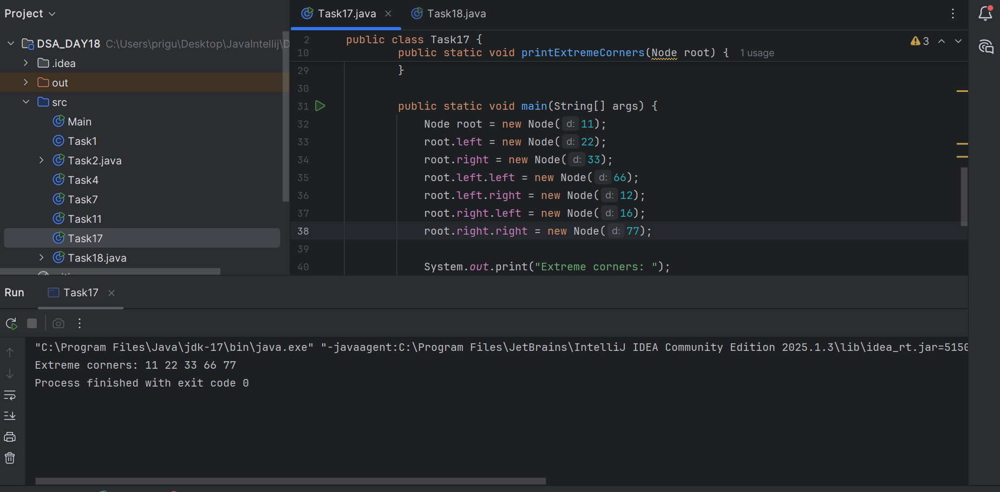 Project
DSA_DAY18 C:\Users\prigu\Desktop\JavaIntellij\D
.idea
out
src
Main
Task1
Task2.java
Task4
Task7
Task11
Task17
Task18.java
Task17.java
Task18.java
3
2 public class Task17 {
10 public static void printExtremeCorners(Node root) { 1 usage
29 }
30
31 public static void main(String[] args) {
32 Node root = new Node( d: 11);
33 root.left = new Node( d: 22);
34 root.right = new Node( d: 33);
35 root.left.left = new Node( d: 66);
36 root.left.right = new Node( d: 12);
37 root.right.left = new Node( d: 16);
38 root.right.right = new Node( d: 77);
39
40 System.out.print("Extreme corners: ");
Run Task17
"C:\Program Files\Java\jdk-17\bin\java.exe" "-javaagent:C:\Program Files\JetBrains\IntelliJ IDEA Community Edition 2025.1.3\lib\idea_rt.jar=5150
Extreme corners: 11 22 33 66 77
Process finished with exit code 0